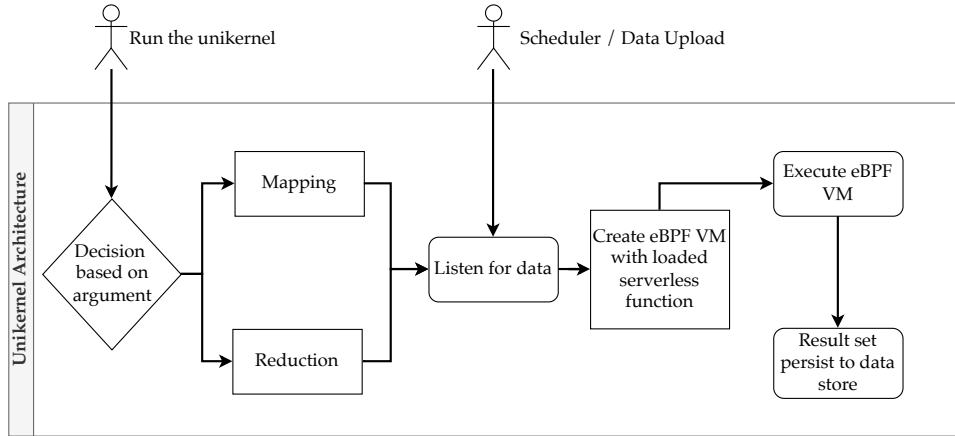 Run the unikernel
Scheduler / Data Upload
Unikernel Architecture
Decision
based on
argument
Mapping
Reduction
Listen for data
Create eBPF VM
with loaded
serverless
function
Execute eBPF
VM
Result set
persist to data
store